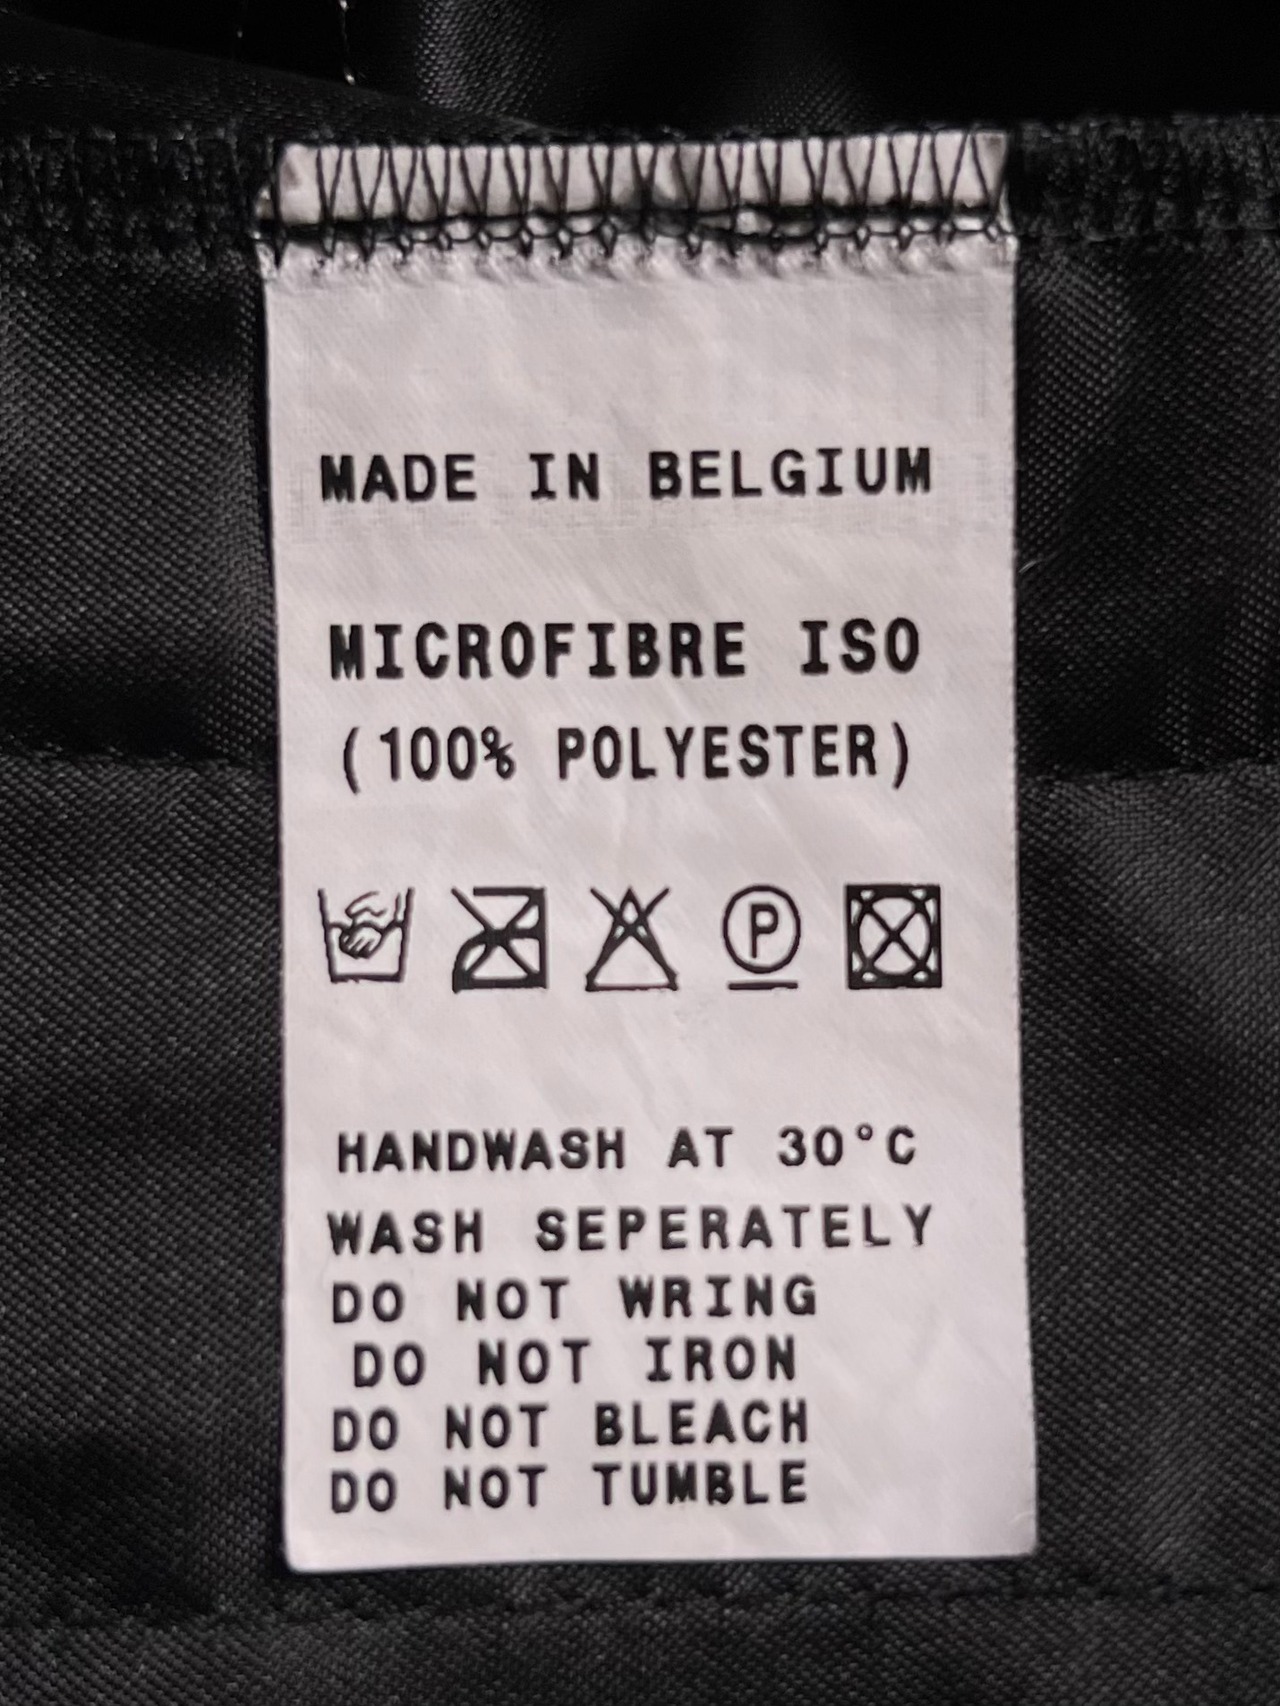 MADE IN BELGIUM
MICROFIBRE ISO
(100% POLYESTER)
P
HANDWASH AT 30°C
WASH SEPERATELY
DO NOT WRING
DO NOT IRON
DO NOT BLEACH
DO NOT TUMBLE